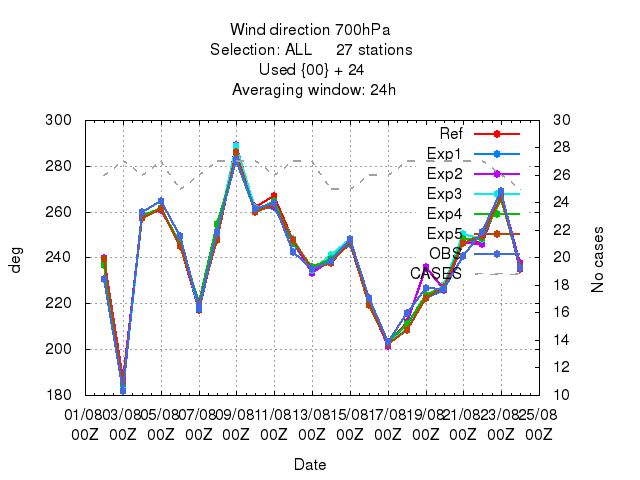 Wind direction 700hPa
Selection: ALL 27 stations
Used {00} + 24
Averaging window: 24h
300 30
28
280 26
24
260 22
240 20
18
220 16
14
200 12
180 10
deg
No cases
Ref
Exp1
Exp2
Exp3
Exp4
Exp5
OBS
CASES
01/08 03/08 05/08 07/08 09/08 11/08 13/08 15/08 17/08 19/08 21/08 23/08 25/08
00Z 00Z 00Z 00Z 00Z 00Z 00Z 00Z 00Z 00Z 00Z 00Z 00Z
Date